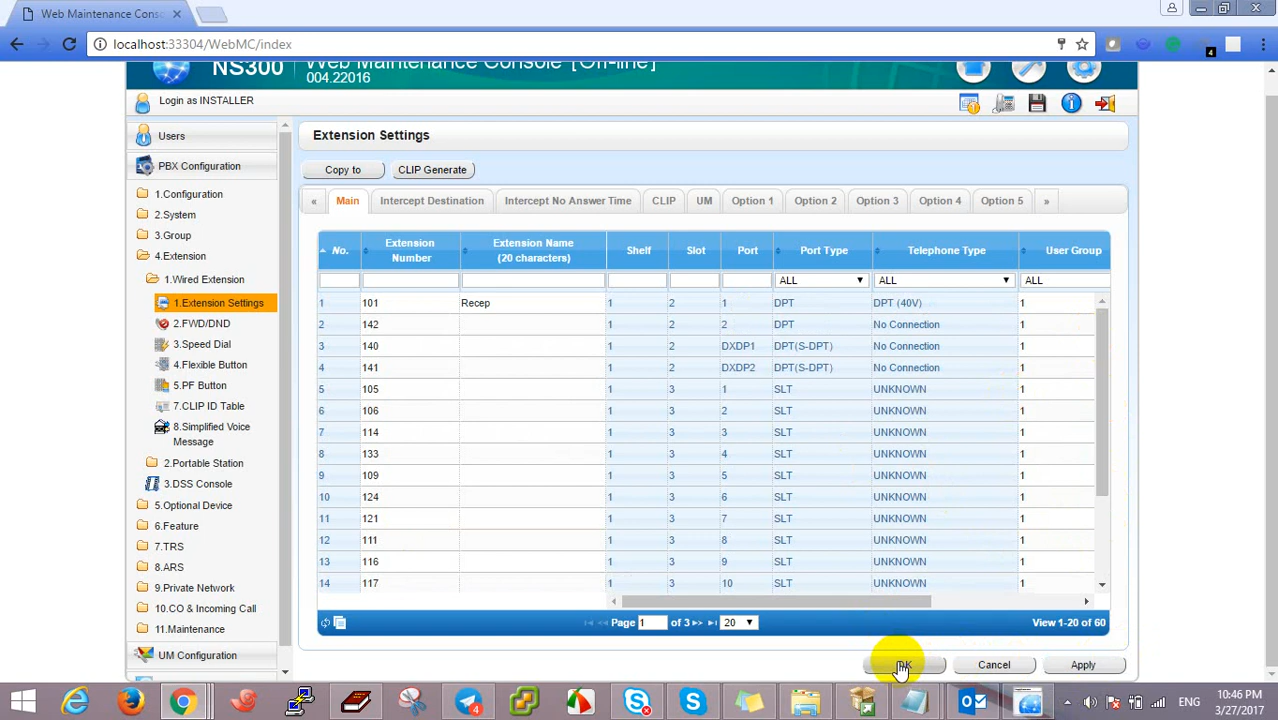 Web Maintenance Conso
localhost:33304/WebMC/index
4
NS300
Web Maintenance Console [On-line]
004.22016
Login as INSTALLER
Users
PBX Configuration
1.Configuration
2.System
3.Group
4.Extension
1.Wired Extension
1.Extension Settings
2.FWD/DND
3.Speed Dial
4.Flexible Button
5.PF Button
7.CLIP ID Table
8.Simplified Voice
Message
2.Portable Station
3.DSS Console
5.Optional Device
6.Feature
7.TRS
8.ARS
9.Private Network
10.CO & Incoming Call
11.Maintenance
UM Configuration
Extension Settings
Copy to CLIP Generate
« Main Intercept Destination Intercept No Answer Time CLIP UM Option 1 Option 2 Option 3 Option 4 Option 5 »
No. Extension Number Extension Name (20 characters) Shelf Slot Port Port Type Telephone Type User Group
ALL ALL ALL
1 101 Recep 1 2 1 DPT DPT (40V) 1
2 142 1 2 2 DPT No Connection 1
3 140 1 2 DXDP1 DPT(S-DPT) No Connection 1
4 141 1 2 DXDP2 DPT(S-DPT) No Connection 1
5 105 1 3 1 SLT UNKNOWN 1
6 106 1 3 2 SLT UNKNOWN 1
7 114 1 3 3 SLT UNKNOWN 1
8 133 1 3 4 SLT UNKNOWN 1
9 109 1 3 5 SLT UNKNOWN 1
10 124 1 3 6 SLT UNKNOWN 1
11 121 1 3 7 SLT UNKNOWN 1
12 111 1 3 8 SLT UNKNOWN 1
13 116 1 3 9 SLT UNKNOWN 1
14 117 1 3 10 SLT UNKNOWN 1
Page 1 of 3 20 View 1-20 of 60
OK Cancel Apply
ENG
10:46 PM
3/27/2017